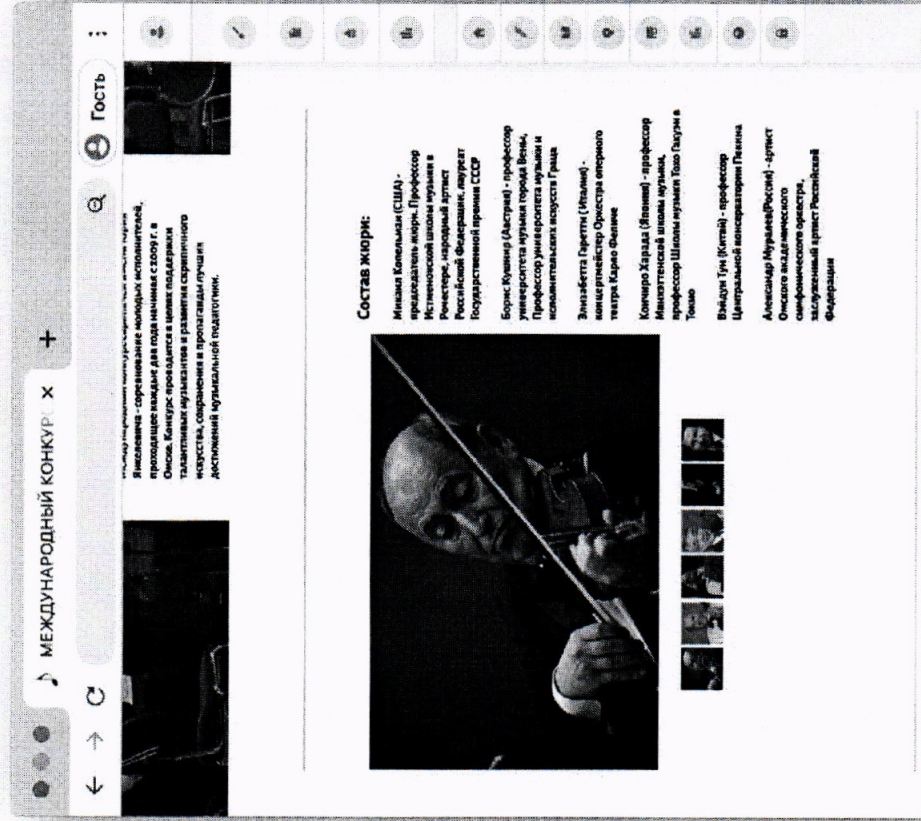 МЕЖДУНАРОДНЫЙ КОНКУРС
Гость
Янкелевича - соревнование молодых исполнителей,
проходящее каждые два года начиная с 2009 г. в
Омске. Конкурс проводится в целях поддержки
талантливых музыкантов и развития скрипичного
искусства, сохранения и пропаганды лучших
достижений музыкальной педагогики.
Состав жюри:
Михаил Копельман (США) -
председатель жюри. Профессор
Истменовской школы музыки в
Рочестере, народный артист
Российской Федерации, лауреат
Государственной премии СССР
Борис Кушнир (Австрия) - профессор
университета музыки города Вены,
Профессор университета музыки и
исполнительских искусств Граца
Элизабетта Гаретти (Италия) -
концертмейстер Оркестра оперного
театра Карло Феличе
Коичиро Харада (Япония) - профессор
Манхэттенской школы музыки,
профессор Школы музыки Тохо Гакуэн в
Токио
Вэйдун Тун (Китай) - профессор
Центральной консерватории Пекина
Александр Муралев(Россия) - артист
Омского академического
симфонического оркестра,
заслуженный артист Российской
Федерации